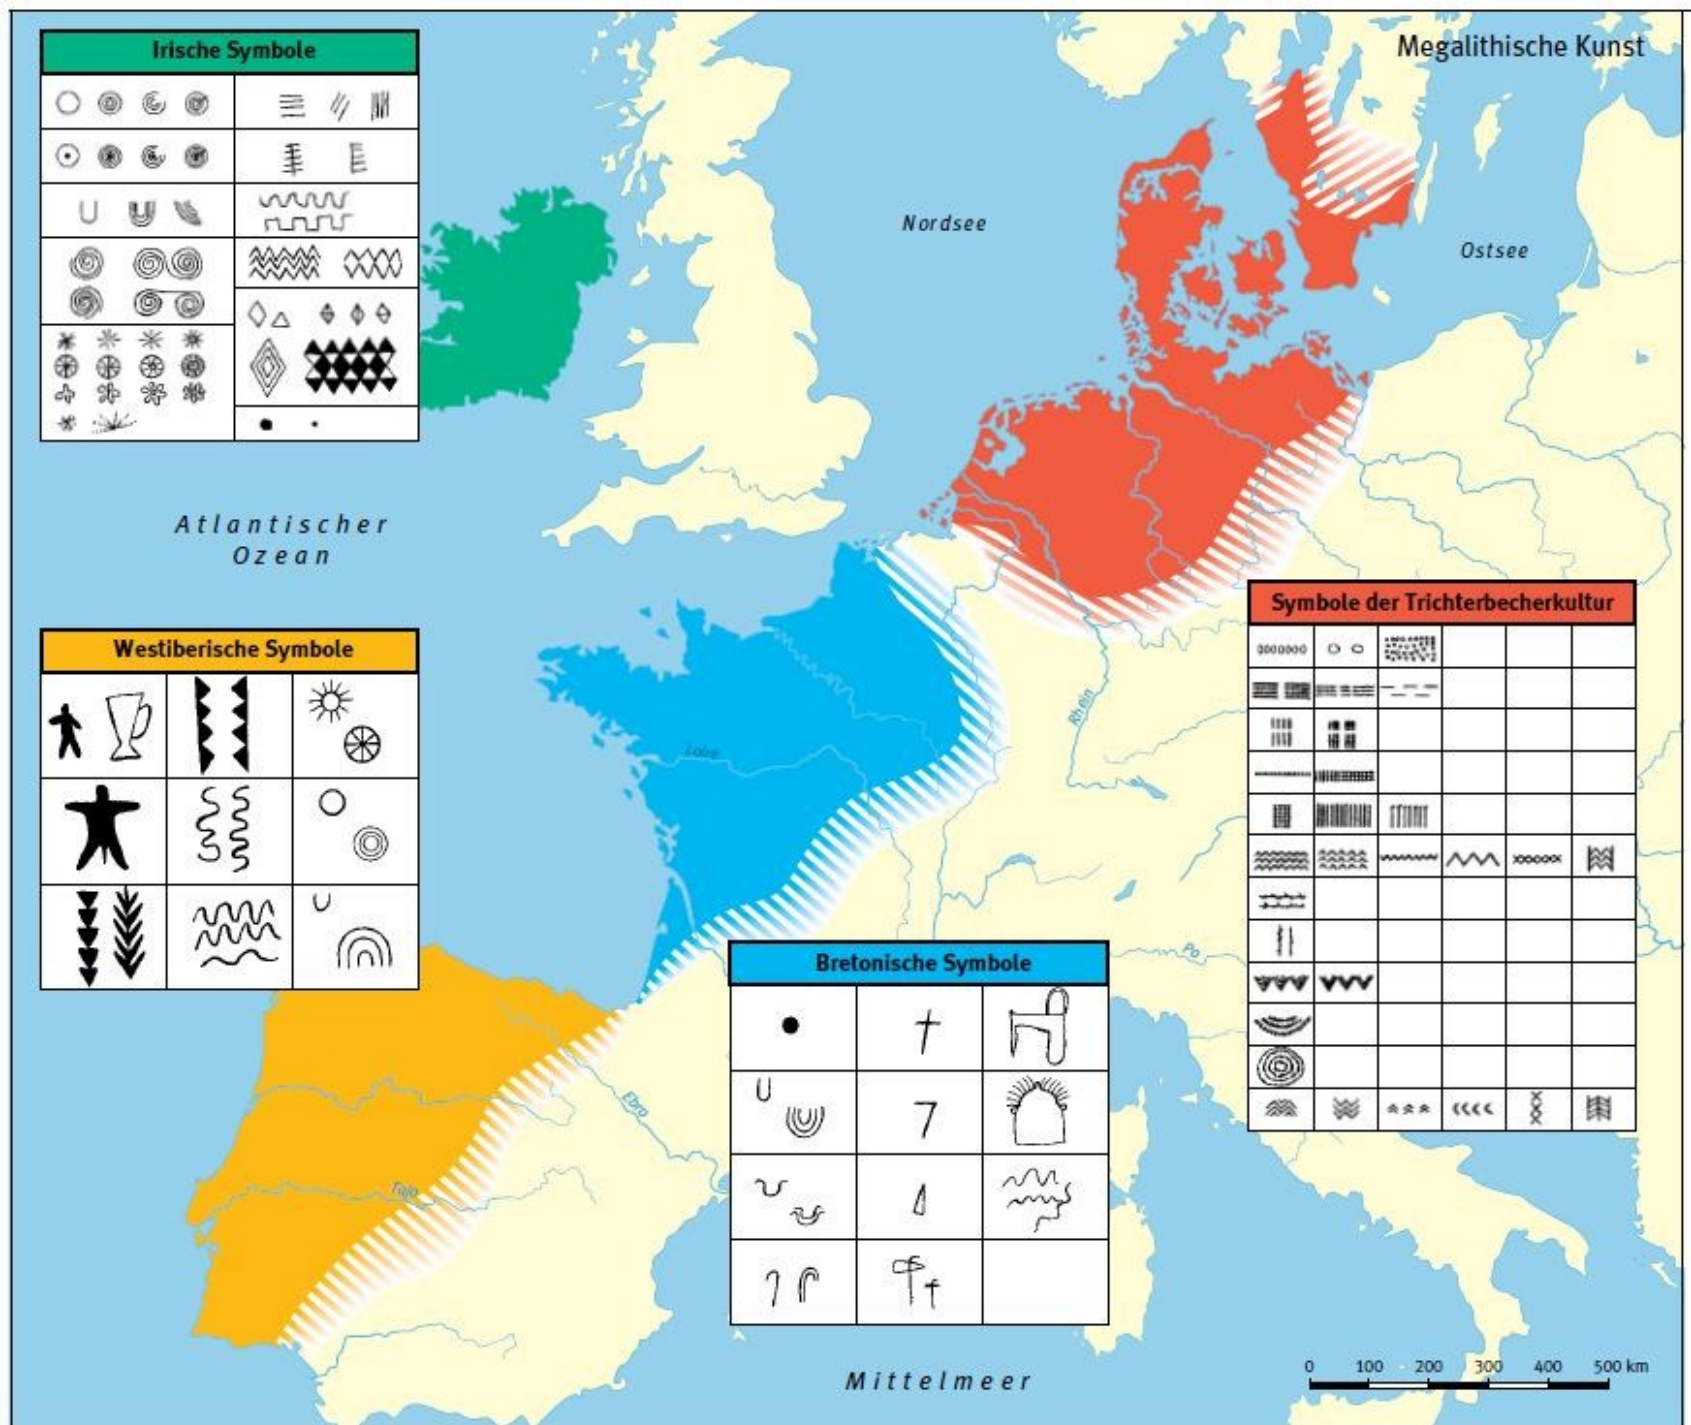 Megalithische Kunst
Irische Symbole
Nordsee
Ostsee
Atlantischer
Ozean
Symbole der Trichterbecherkultur
Westiberische Symbole
Rhein
Loire
Bretonische Symbole
Po
Ebro
Tajo
Mittelmeer
0 100 200 300 400 500 km